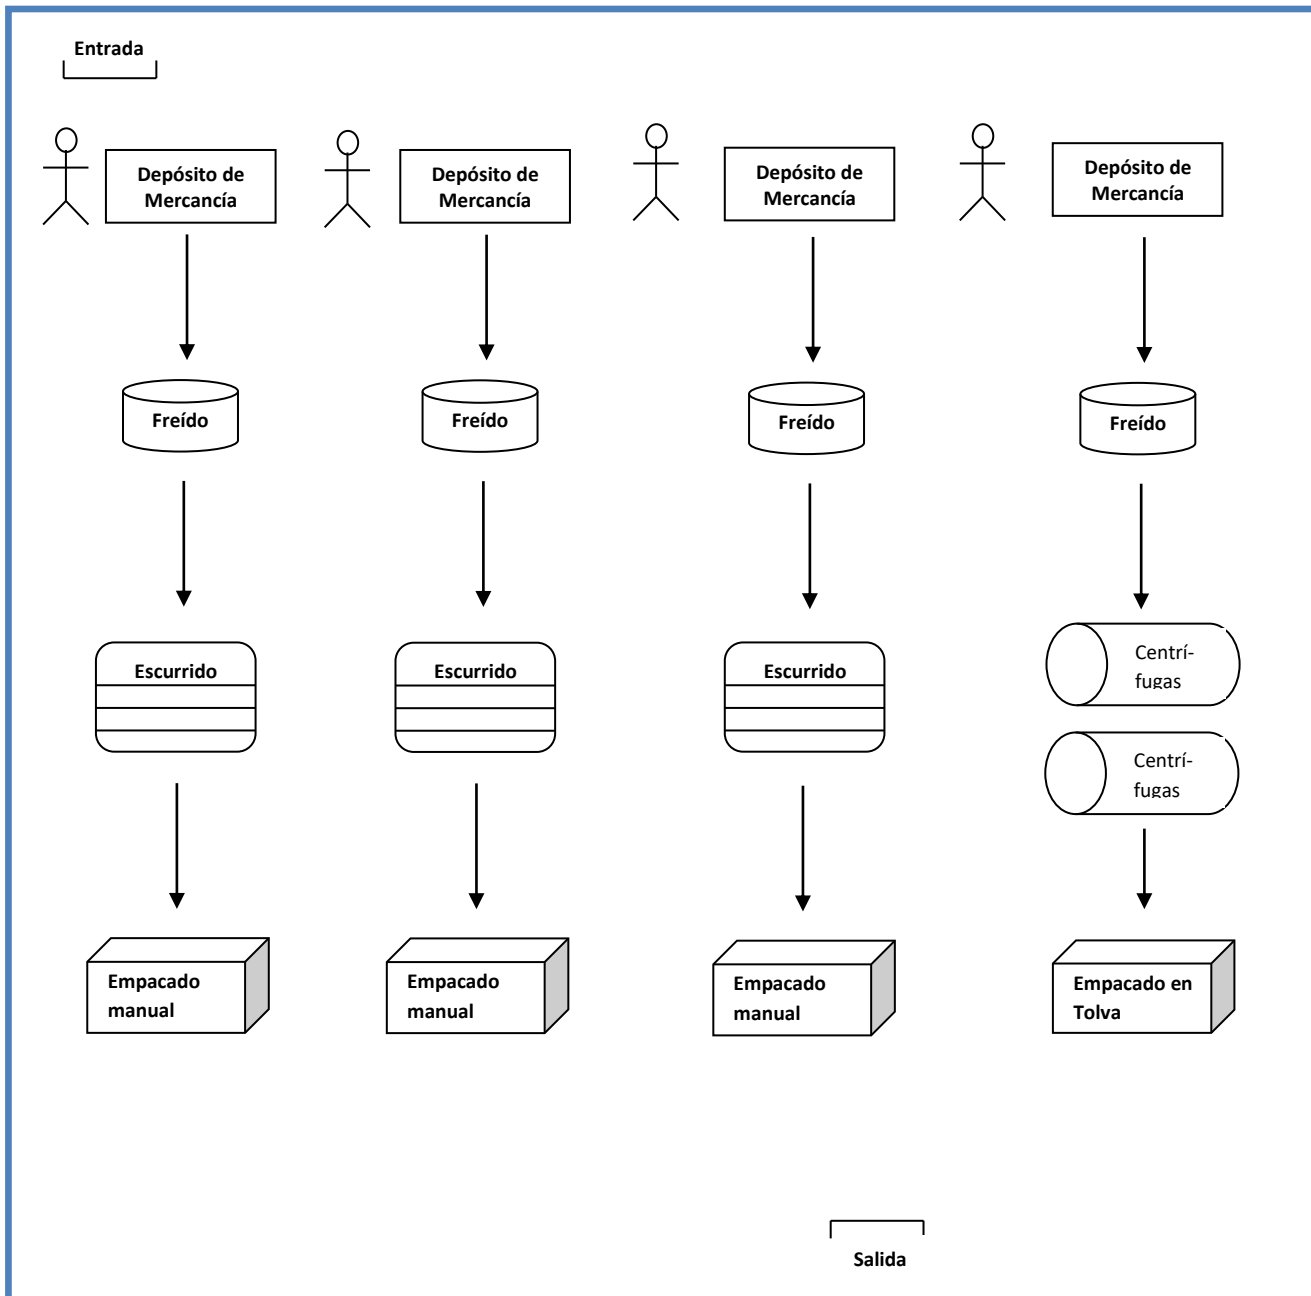 Entrada
Depósito de
Mercancía
Depósito de
Mercancía
Depósito de
Mercancía
Depósito de
Mercancía
Freído
Freído
Freído
Freído
Escurrido
Escurrido
Escurrido
Centrí-
fugas
Centrí-
fugas
Empacado
manual
Empacado
manual
Empacado
manual
Empacado en
Tolva
Salida